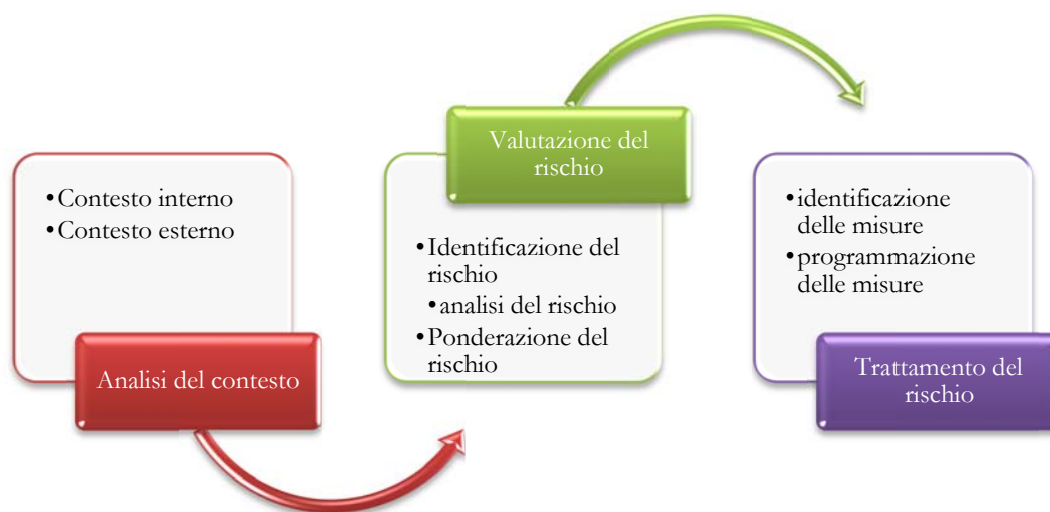 •Contesto interno
•Contesto esterno
Analisi del contesto
Valutazione del
rischio
•Identificazione del
rischio
•analisi del rischio
•Ponderazione del
rischio
•identificazione
delle misure
•programmazione
delle misure
Trattamento del
rischio